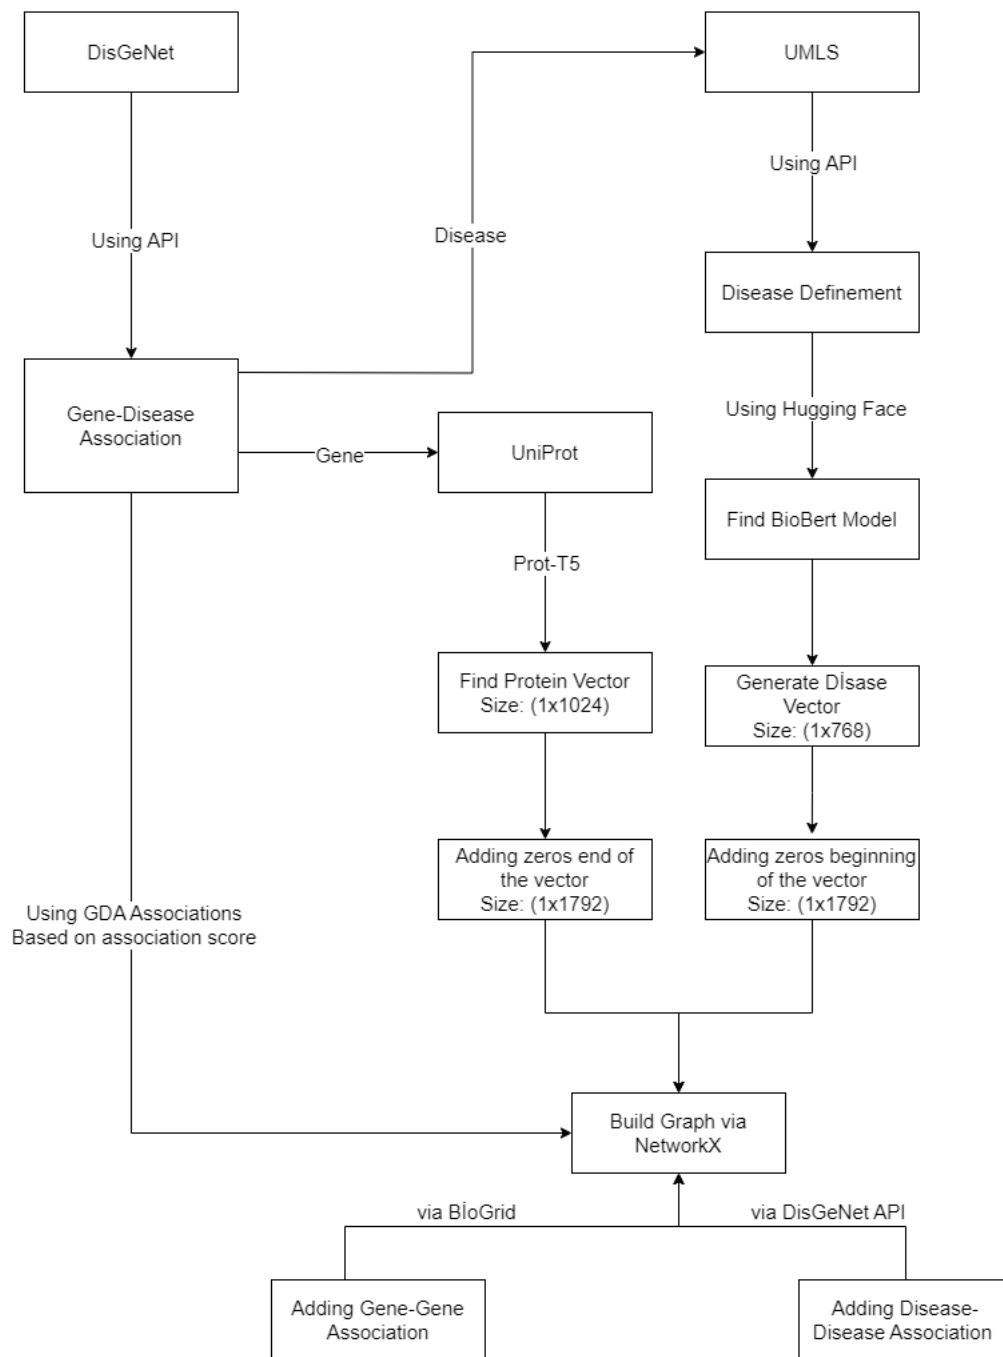 DisGeNet
UMLS
Using API
Using API
Disease
Disease Definement
Gene-Disease
Association
Using Hugging Face
Gene
UniProt
Find BioBert Model
Prot-T5
Find Protein Vector
Size: (1x1024)
Generate Dİsase
Vector
Size: (1x768)
Adding zeros end of
the vector
Size: (1x1792)
Adding zeros beginning
of the vector
Size: (1x1792)
Using GDA Associations
Based on association score
Build Graph via
NetworkX
via BİoGrid
via DisGeNet API
Adding Gene-Gene
Association
Adding Disease-
Disease Association